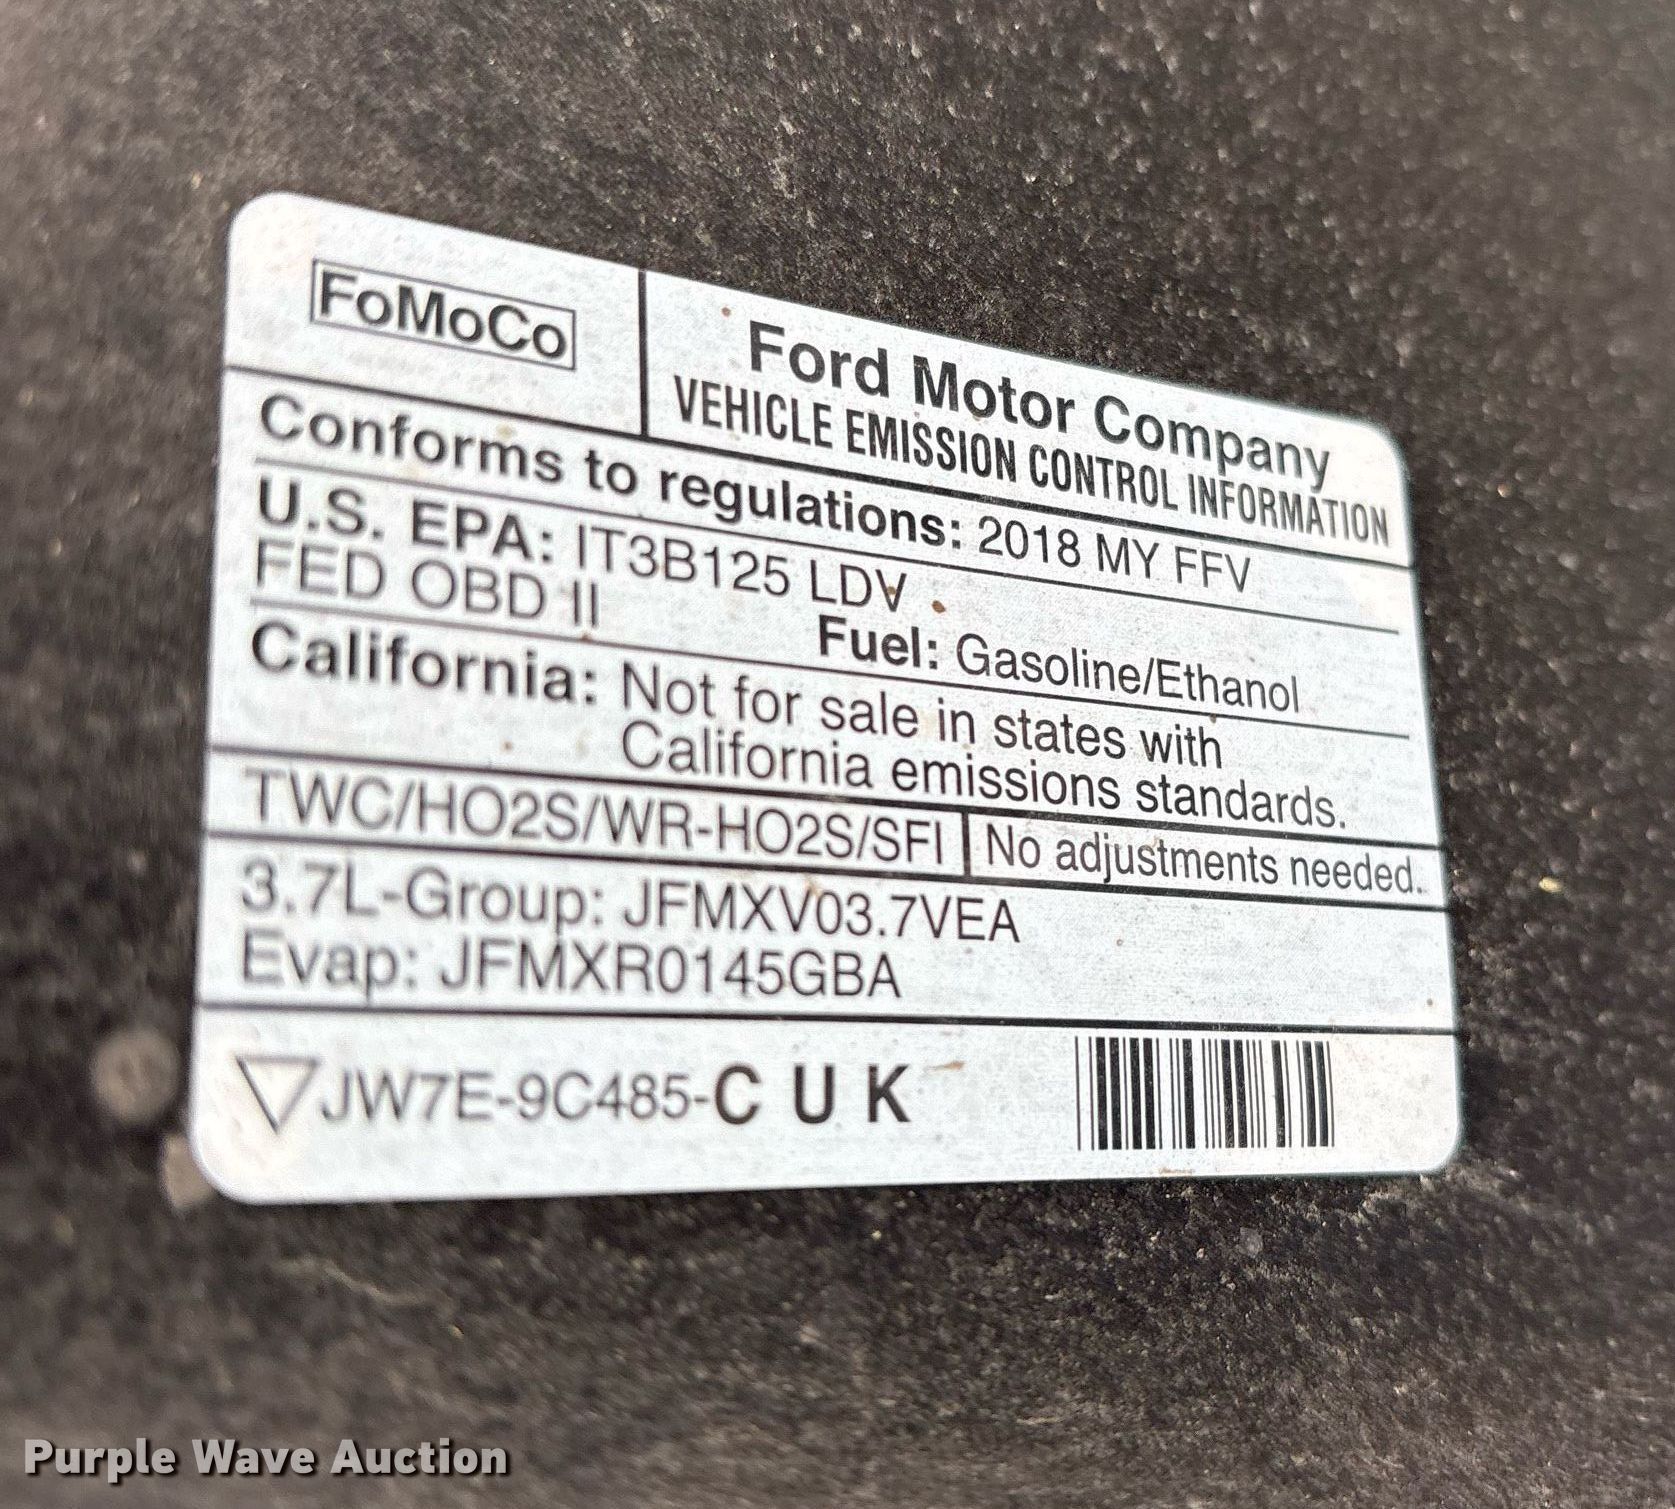 FoMoCo
Ford Motor Company
VEHICLE EMISSION CONTROL INFORMATION
Conforms to regulations: 2018 MY FFV
U.S. EPA: IT3B125 LDV
FED OBD II
Fuel: Gasoline/Ethanol
California: Not for sale in states with
California emissions standards.
TWC/HO2S/WR-HO2S/SFI No adjustments needed.
3.7L-Group: JFMXV03.7VEA
Evap: JFMXR0145GBA
JW7E-9C485-C U K
Purple Wave Auction